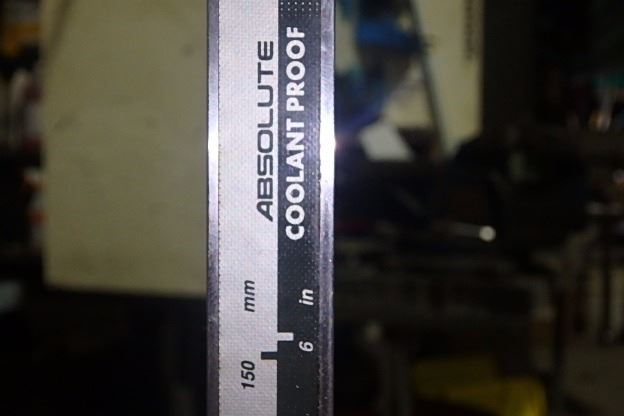 ABSOLUTE
COOLANT PROOF
150 mm
6 in